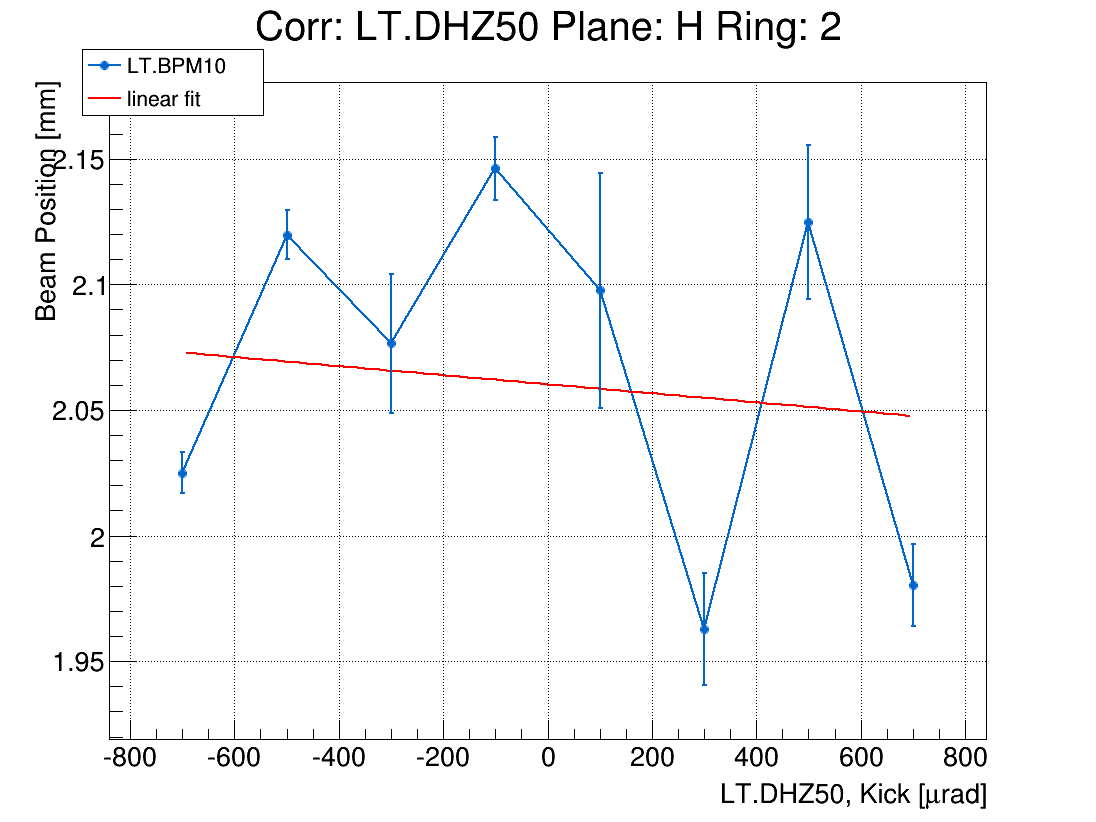 Corr: LT.DHZ50 Plane: H Ring: 2
LT.BPM10
linear fit
Beam Position [mm]
2.15
2.1
2.05
2
1.95
-800 -600 -400 -200 0 200 400 600 800
LT.DHZ50, Kick [μrad]